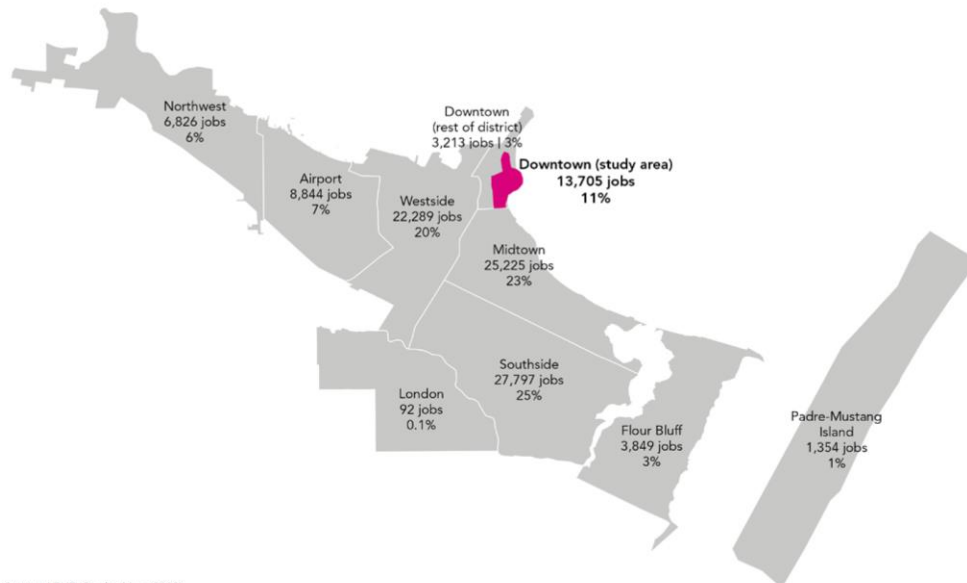 Northwest
6,826 jobs
6%
Downtown
(rest of district)
3,213 jobs | 3%
Downtown (study area)
13,705 jobs
11%
Airport
8,844 jobs
7%
Westside
22,289 jobs
20%
Midtown
25,225 jobs
23%
Southside
27,797 jobs
25%
London
92 jobs
0.1%
Flour Bluff
3,849 jobs
3%
Padre-Mustang
Island
1,354 jobs
1%